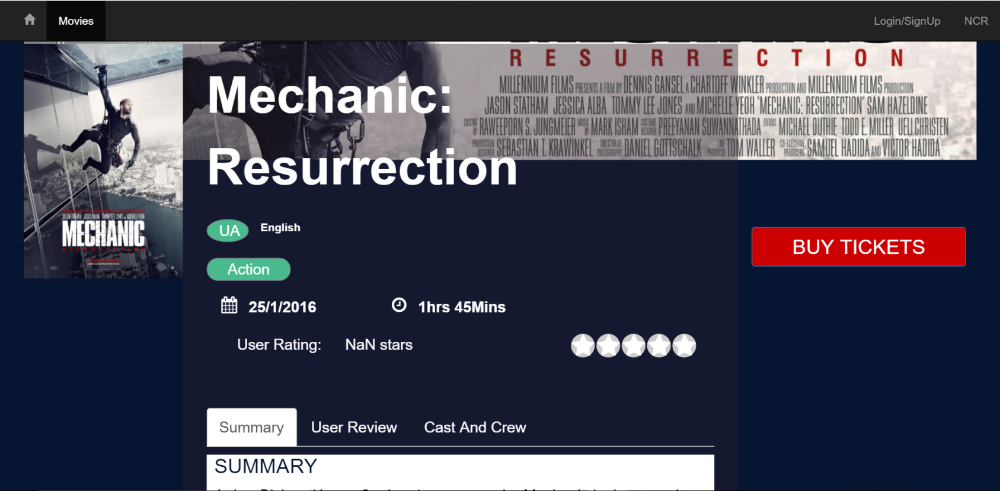 Movies
Login/SignUp
NCR
RESURRECTION
MILLENNIUM FILMS PRESENTS A FILM BY DENNIS GANSEL A CHARTOFF WINKLER PRODUCTION AND MILLENNIUM FILMS PRODUCTION
JASON STATHAM JESSICA ALBA TOMMY LEE JONES AND MICHELLE YEOH "MECHANIC: RESURRECTION" SAM HAZELDINE
CASTING BY RAWEEPORN S. JUNGMEIER MUSIC BY MARK ISHAM COSTUME DESIGNER PREEYANAN SUWANNATHADA EDITORS MICHAEL DUTHIE TODD E. MILLER UELI CHRISTEN
PRODUCTION DESIGNER SEBASTIAN T. KRAWINKEL DIRECTOR OF PHOTOGRAPHY DANIEL GOTTSCHALK LINE PRODUCER TOM WALLER CO-EXECUTIVE PRODUCERS SAMUEL HADIDA AND VICTOR HADIDA
Mechanic:
Resurrection
MECHANIC
RESURRECTION
UA
English
Action
BUY TICKETS
25/1/2016
1hrs 45Mins
User Rating:
NaN stars
Summary
User Review
Cast And Crew
SUMMARY